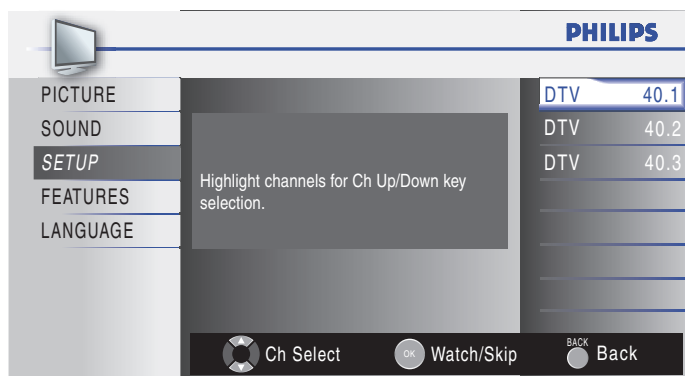 PHILIPS
PICTURE
SOUND
SETUP
FEATURES
LANGUAGE
Highlight channels for Ch Up/Down key
selection.
DTV 40.1
DTV 40.2
DTV 40.3
Ch Select
OK Watch/Skip
BACK Back